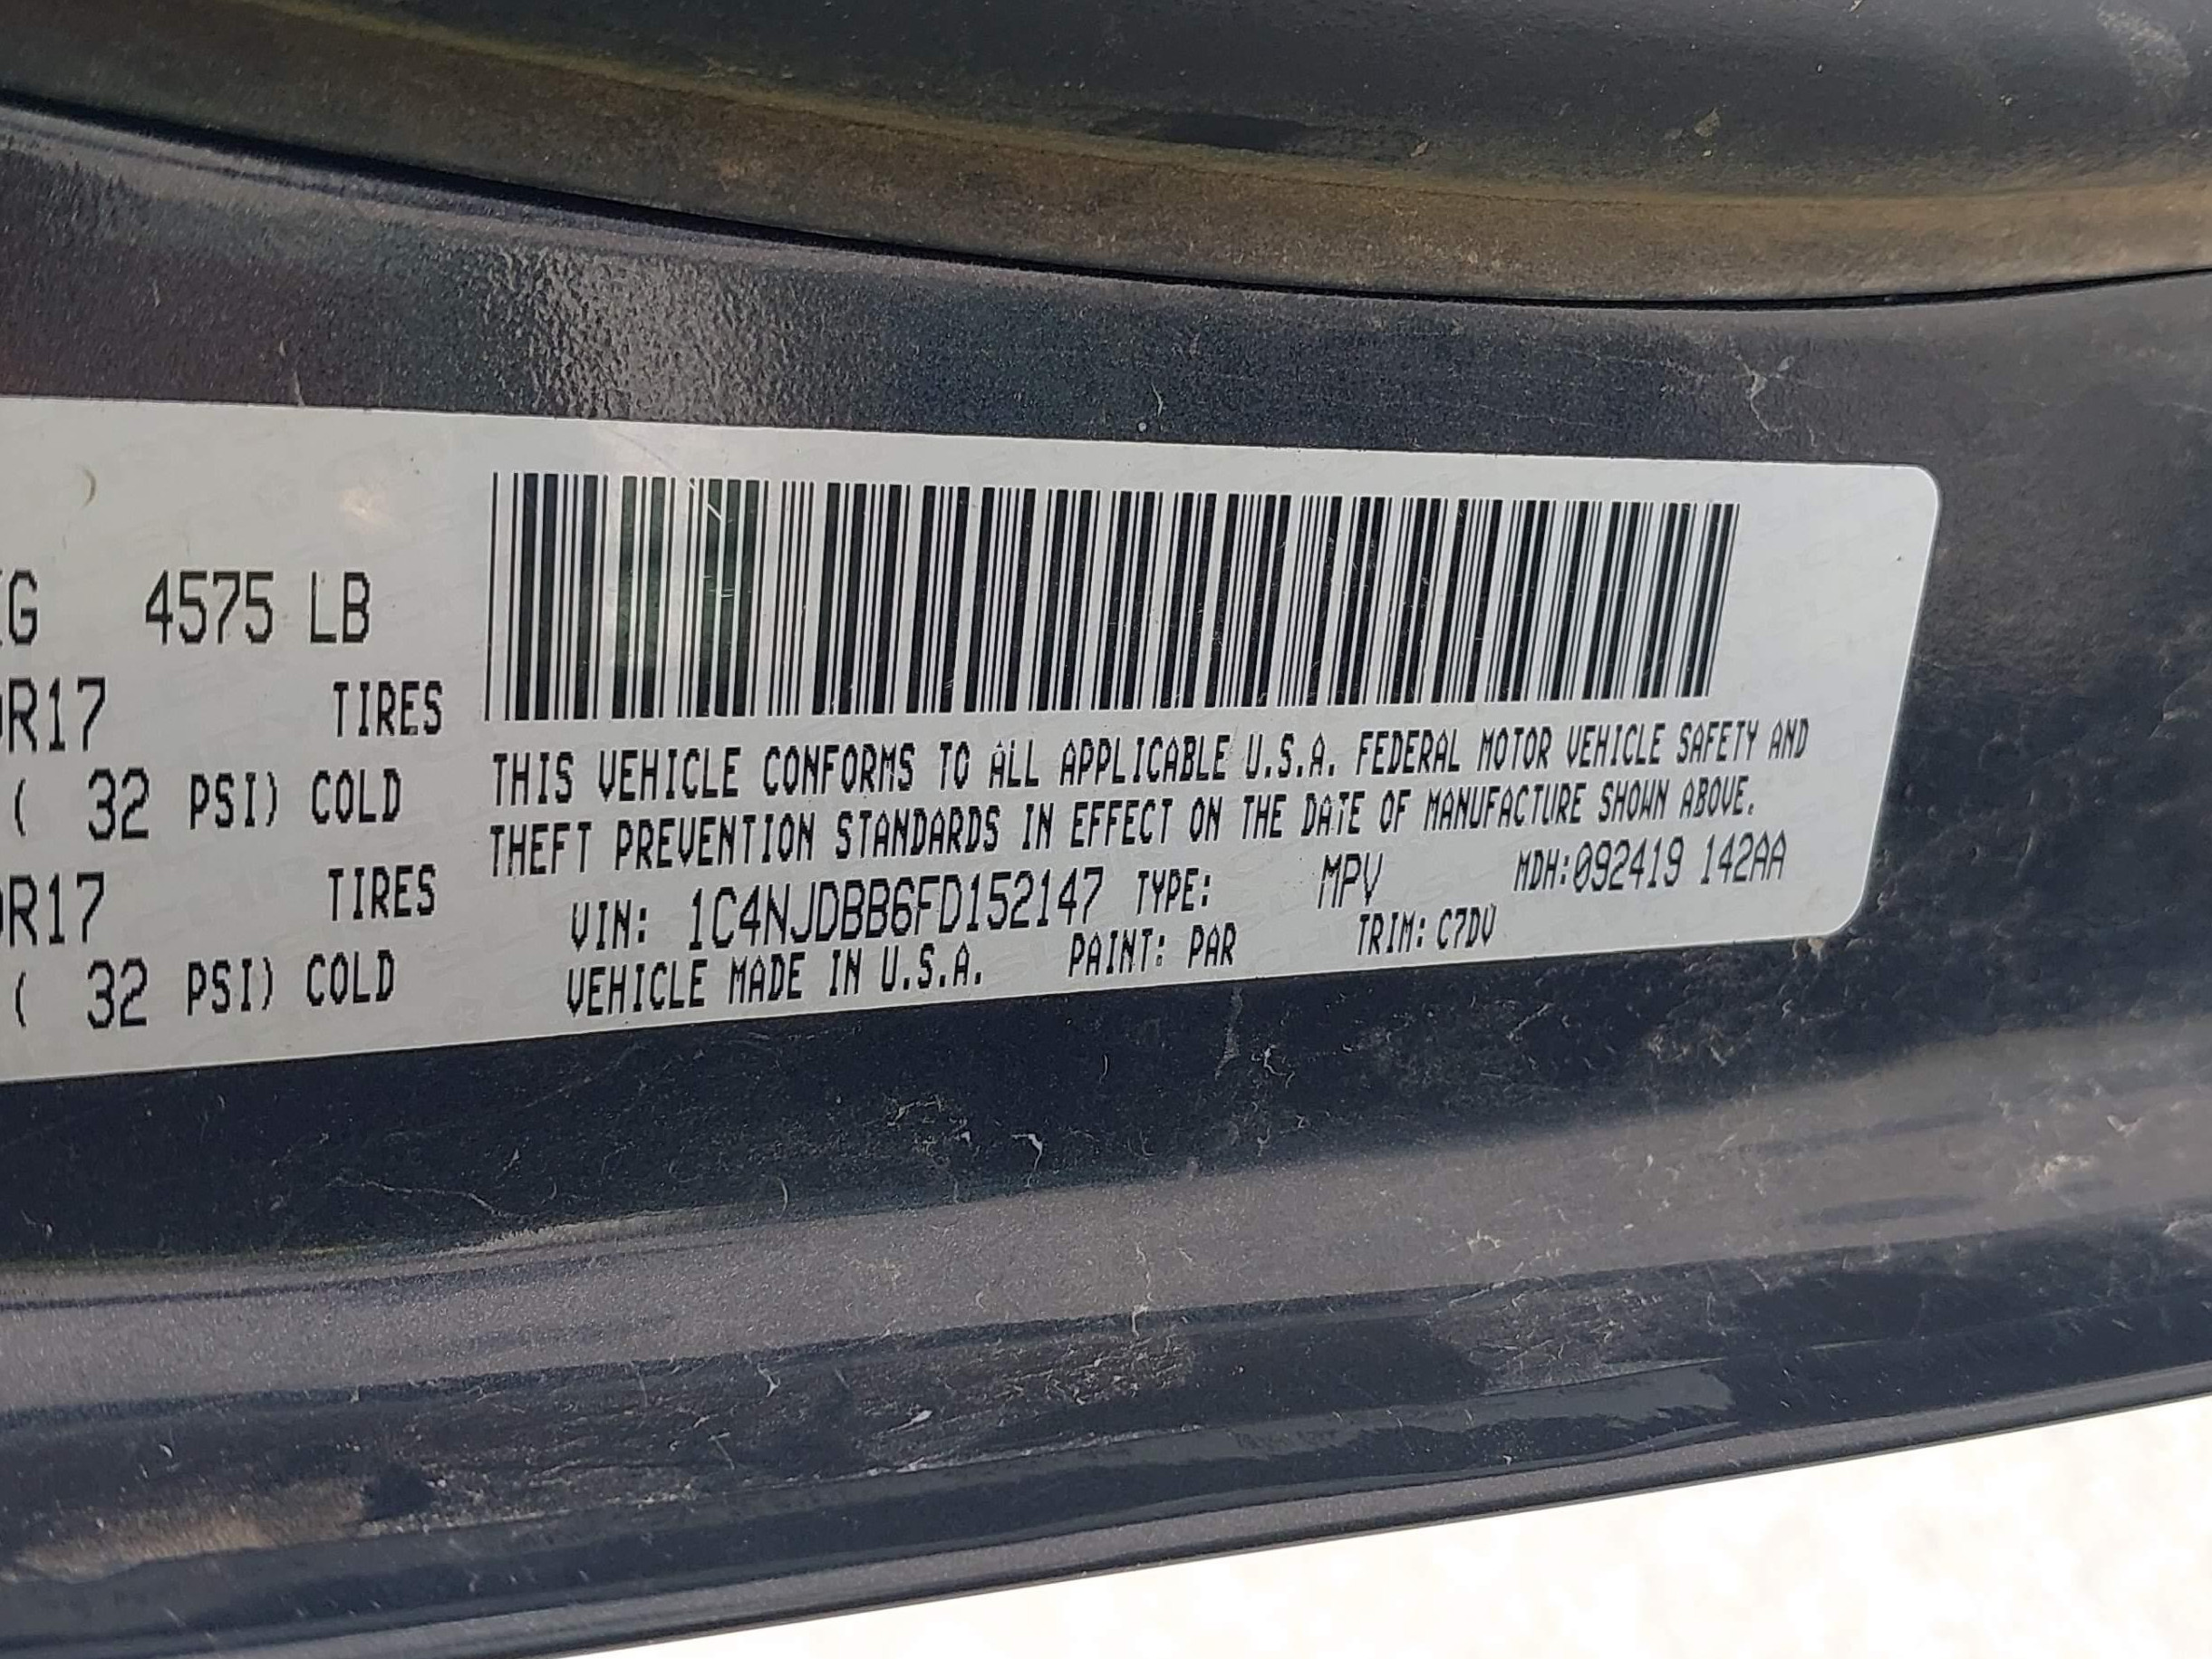 4575 LB
R17 TIRES
( 32 PSI) COLD
R17 TIRES
( 32 PSI) COLD
THIS VEHICLE CONFORMS TO ALL APPLICABLE U.S.A. FEDERAL MOTOR VEHICLE SAFETY AND
THEFT PREVENTION STANDARDS IN EFFECT ON THE DATE OF MANUFACTURE SHOWN ABOVE.
VIN: 1C4NJDBB6FD152147 TYPE: MPV MDH:092419 142AA
VEHICLE MADE IN U.S.A. PAINT: PAR TRIM: C7DV